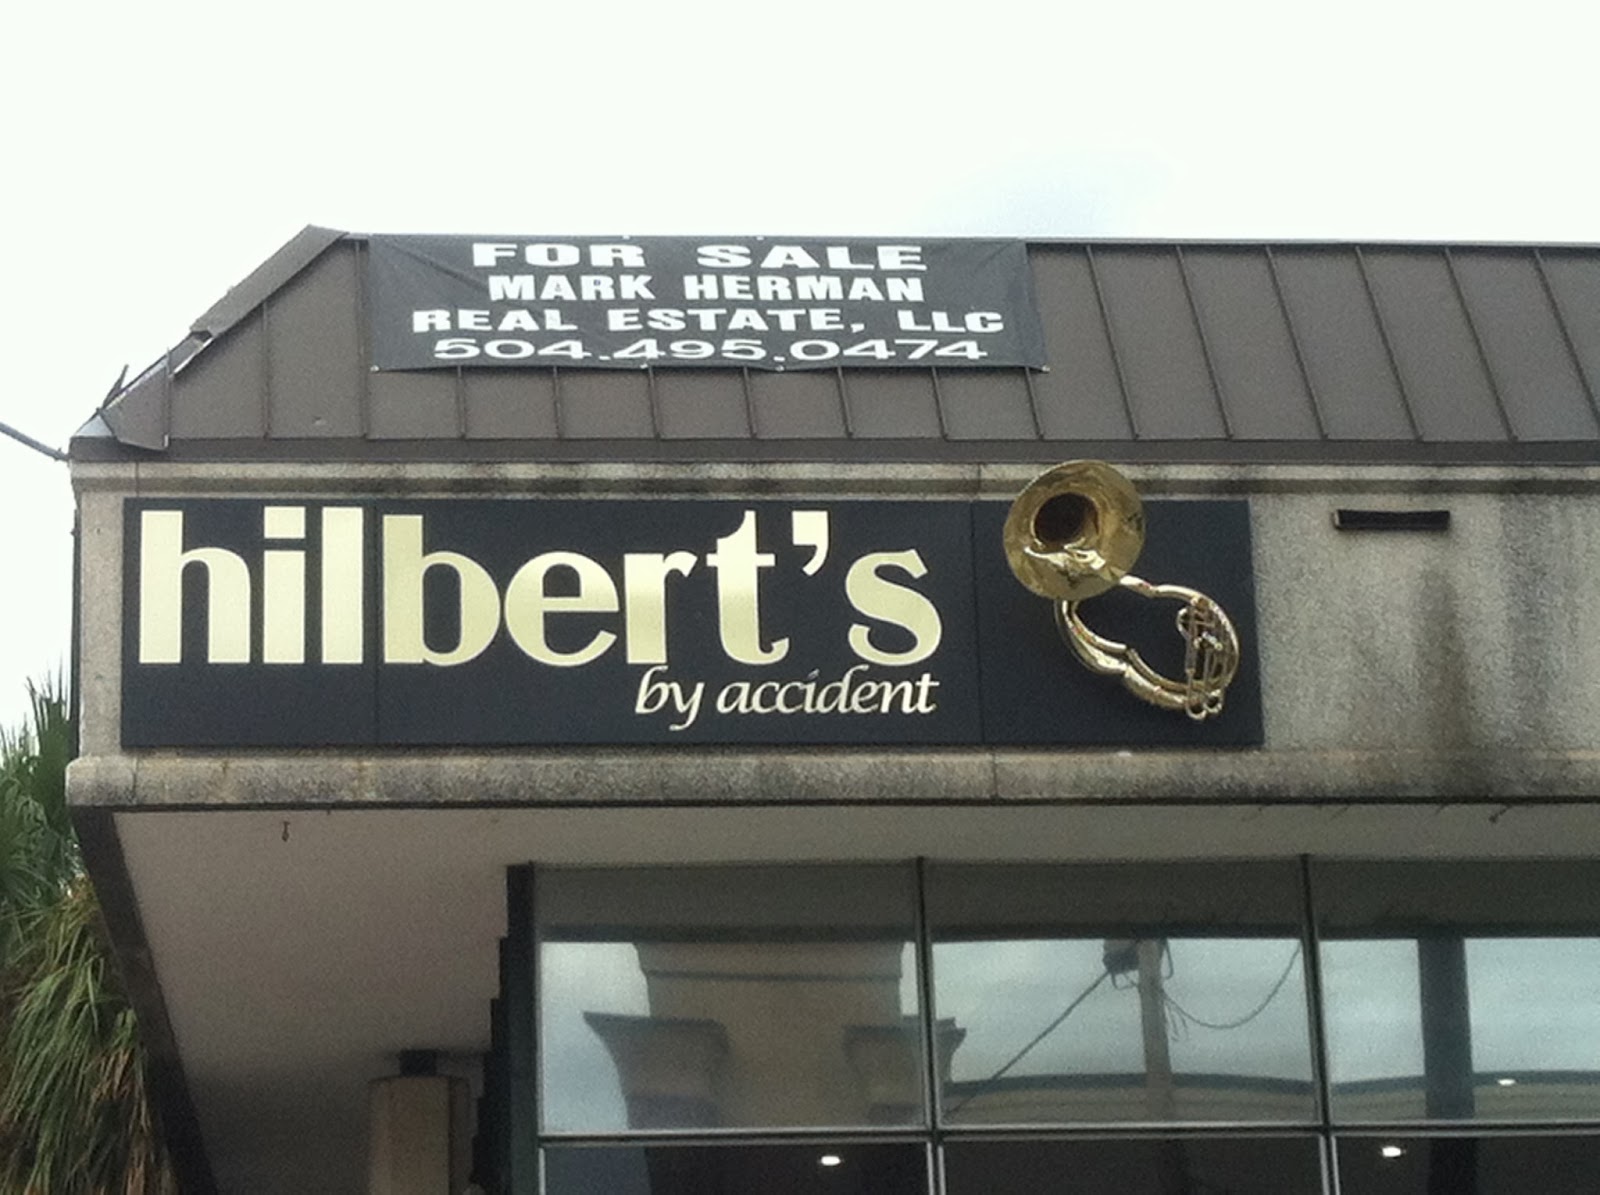 FOR SALE
MARK HERMAN
REAL ESTATE, LLC
504.495.0474
hilbert's
by accident